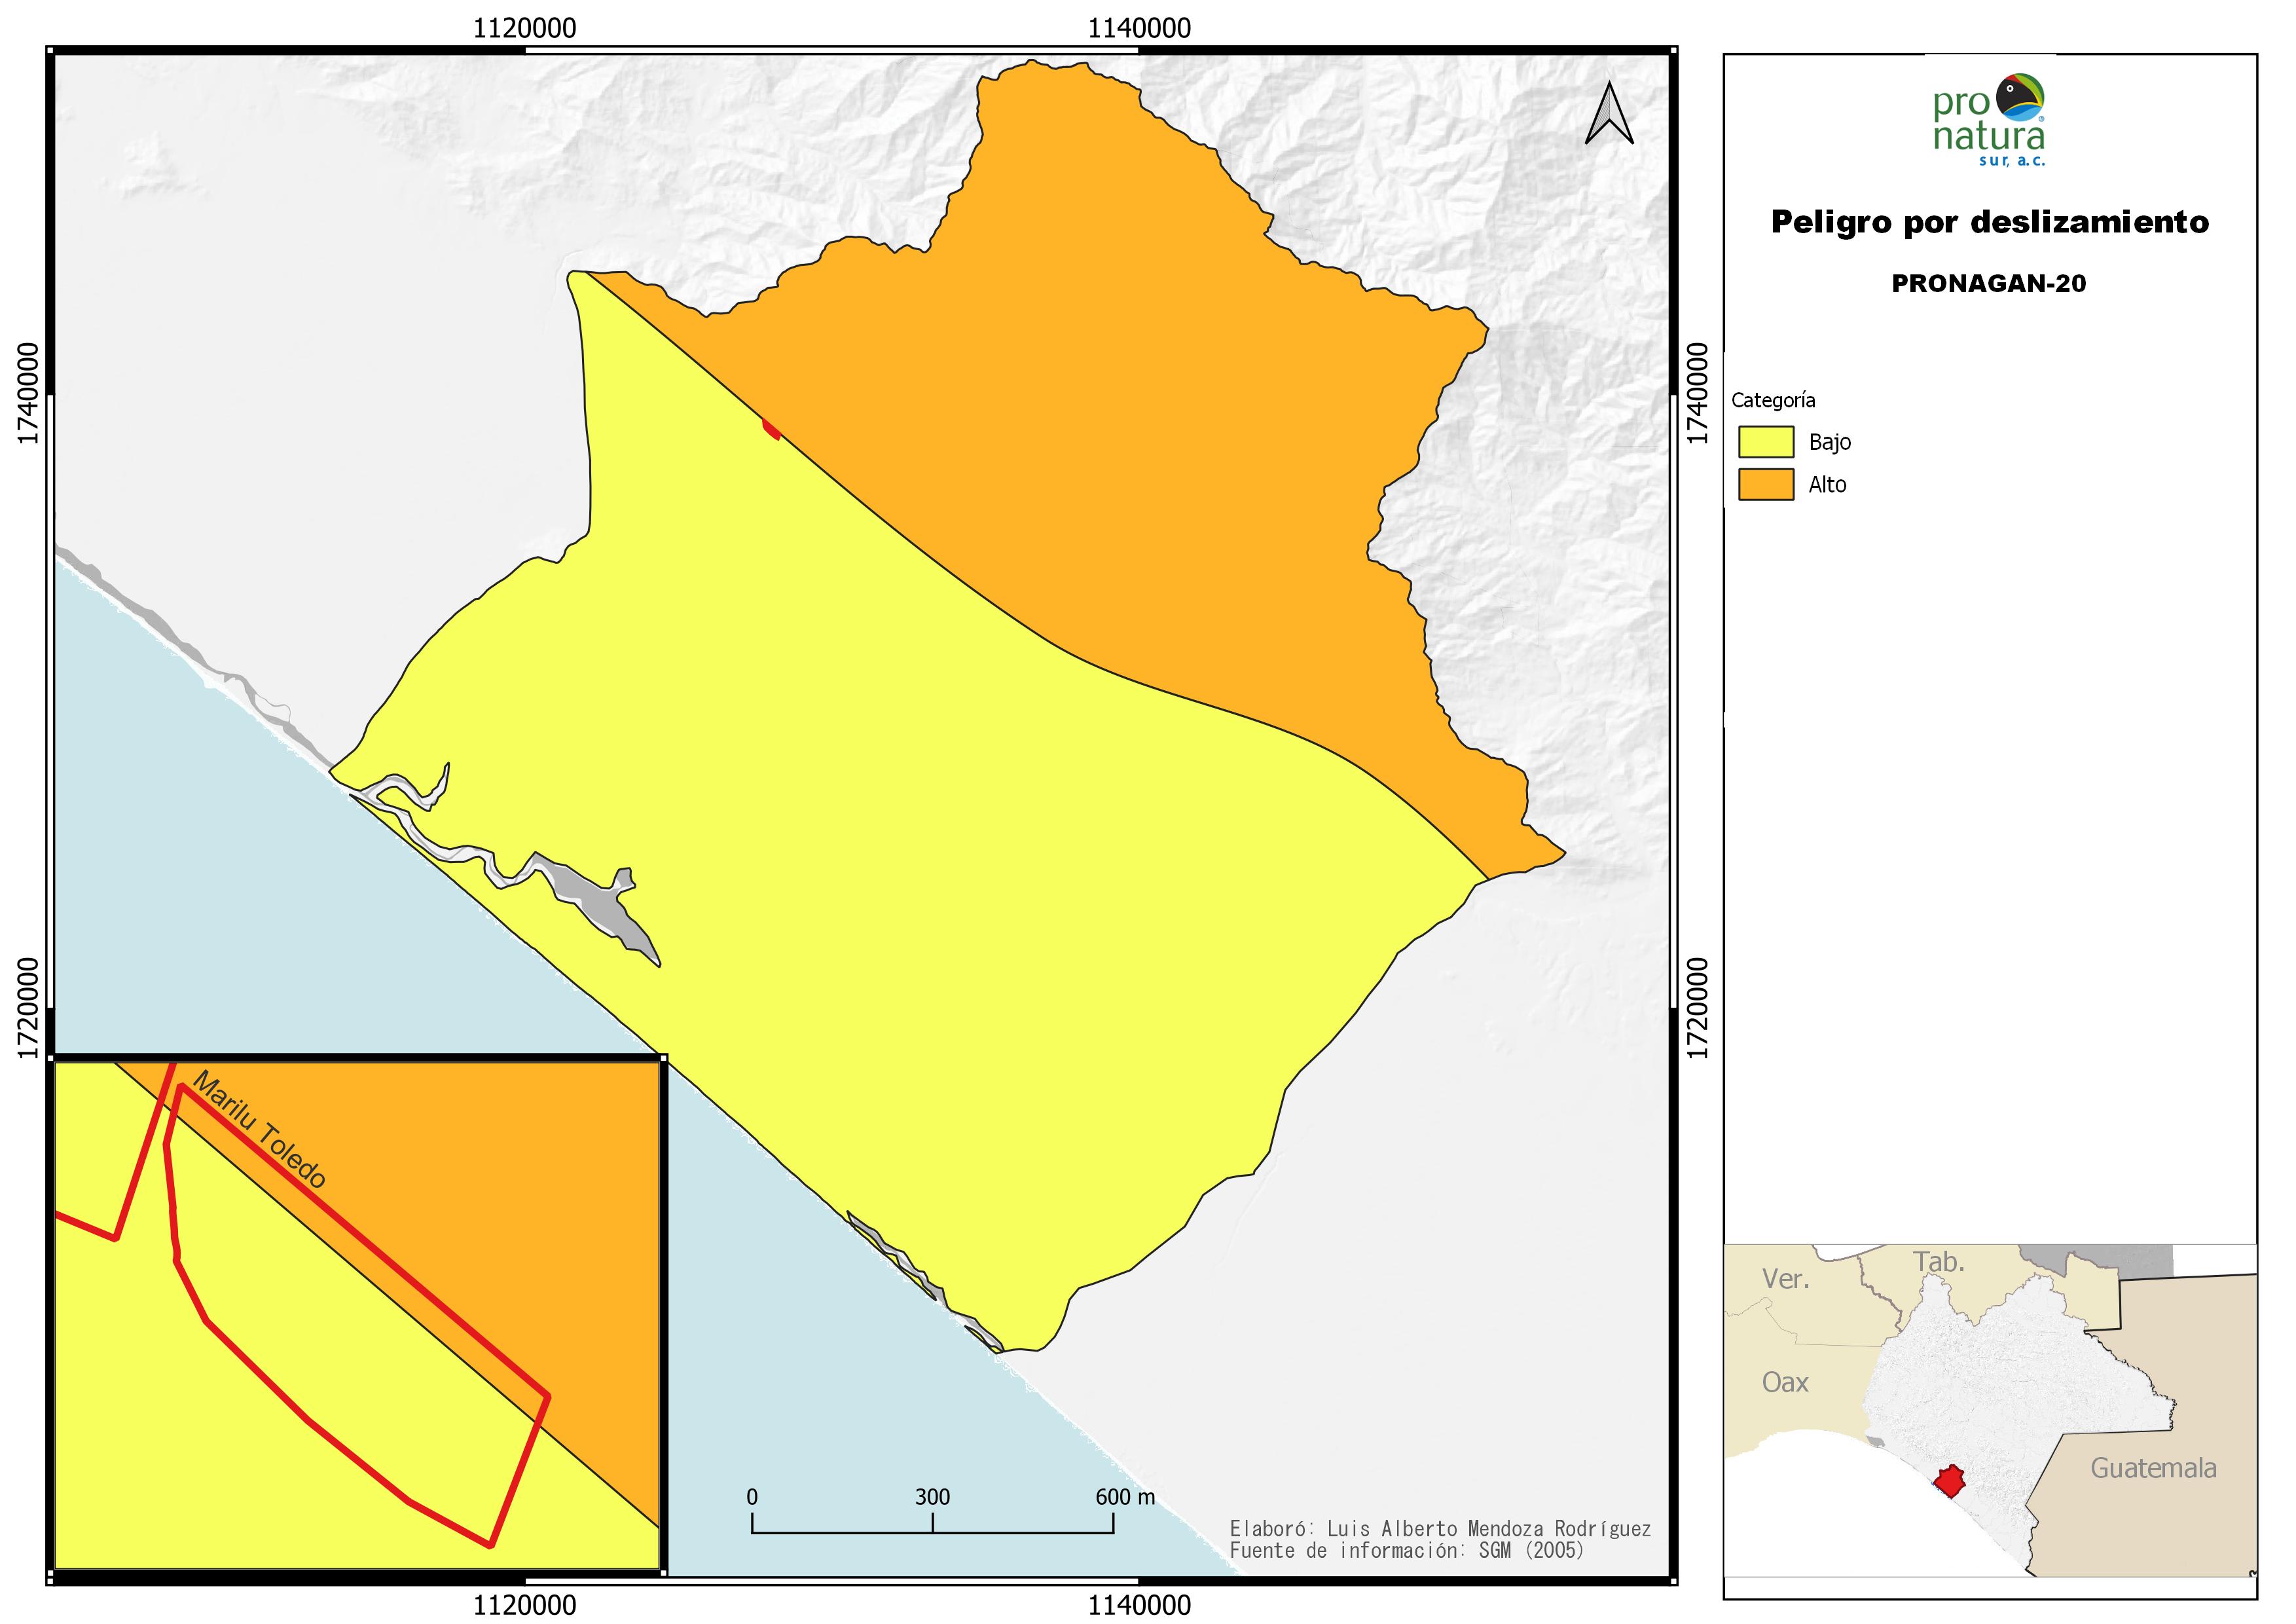 1120000
1140000
1740000
1740000
1720000
1720000
Marilu Toledo
0
300
600 m
Elaboró: Luis Alberto Mendoza Rodríguez
Fuente de información: SGM (2005)
1120000
1140000
pro
natura
®
sur, a.c.
Peligro por deslizamiento
PRONAGAN-20
Categoría
Bajo
Alto
Ver.
Tab.
Oax
Guatemala